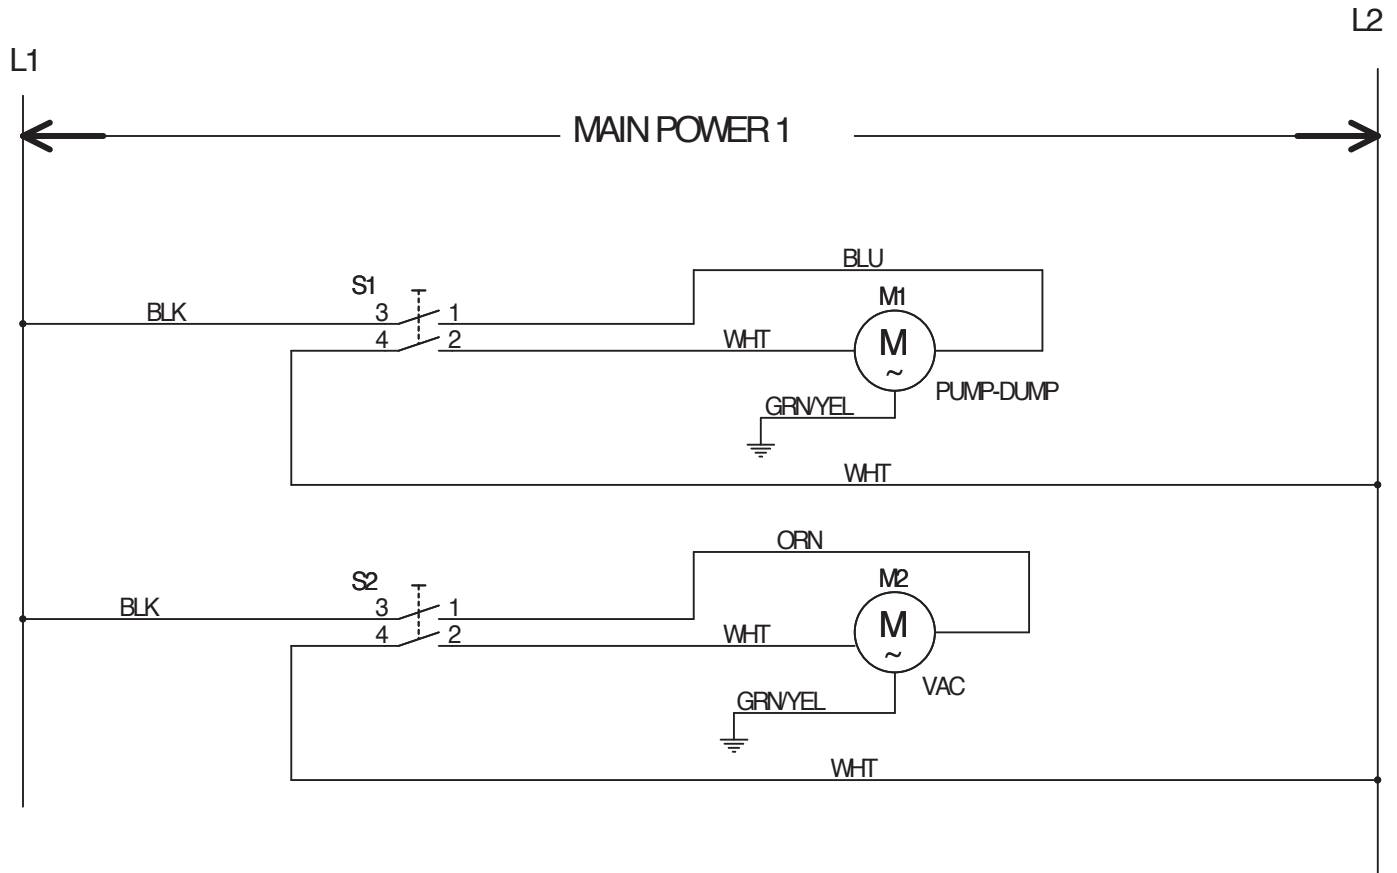 L2
L1
MAIN POWER 1
BLU
S1
M1
BLK
3
1
4
2
WHT
M
~
PUMP-DUMP
GRN/YEL
WHT
ORN
S2
M2
BLK
3
1
4
2
WHT
M
~
VAC
GRN/YEL
WHT